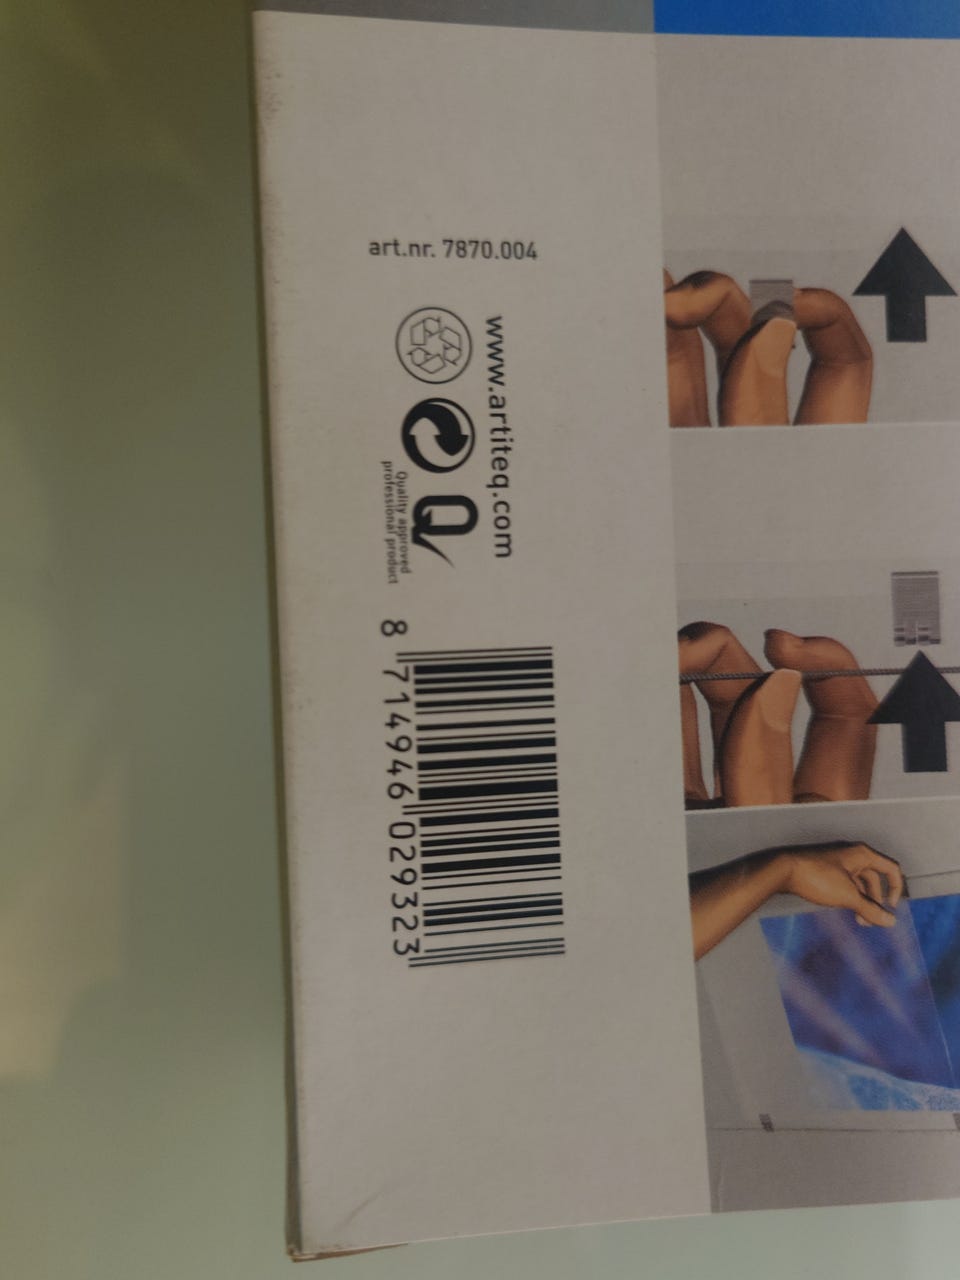 art.nr. 7870.004
www.artiteq.com
Q
Quality approved
professional product
8 714946 029323